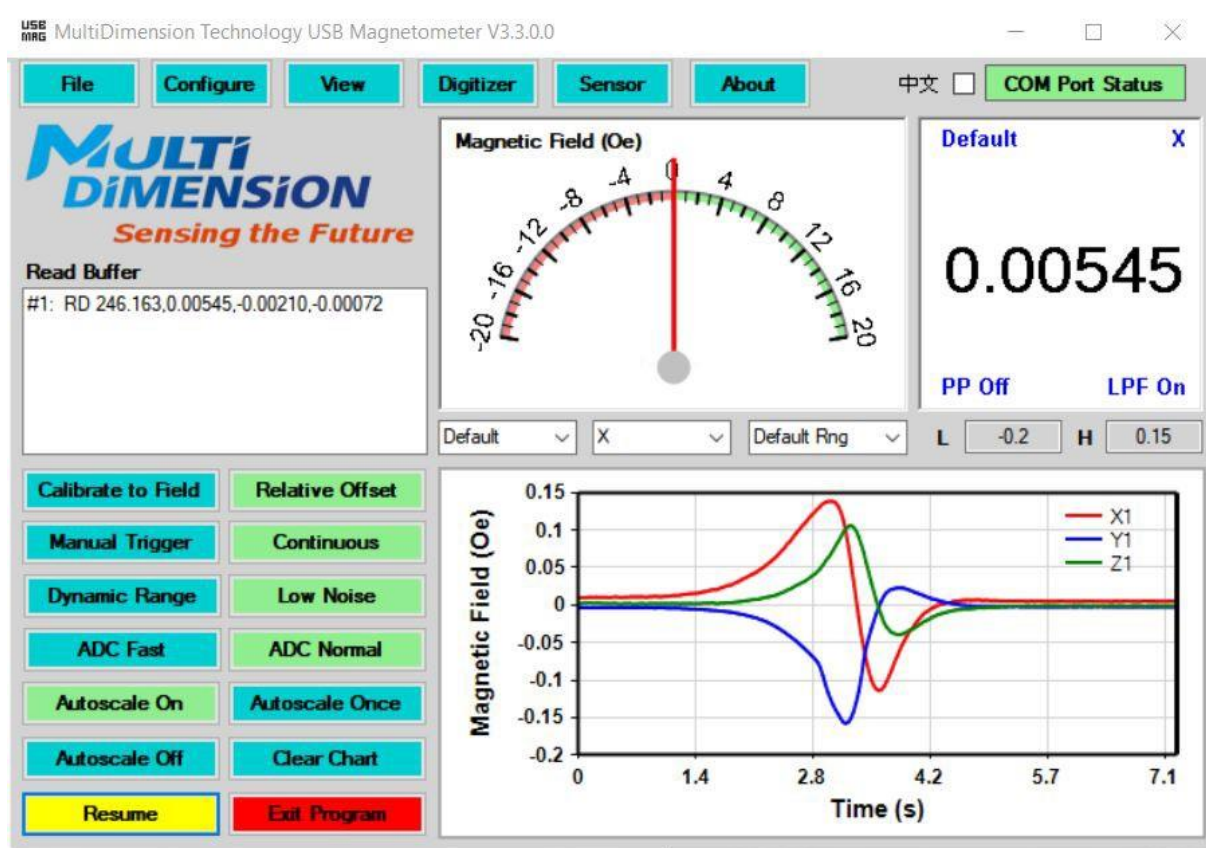 USB
MAG
MultiDimension Technology USB Magnetometer V3.3.0.0
File Configure View Digitizer Sensor About 中文 COM Port Status
MULTi
DiMENSiON
Sensing the Future
Read Buffer
#1: RD 246.163,0.00545,-0.00210,-0.00072
Magnetic Field (Oe)
-20 -16 -12 -8 -4 0 4 8 12 16 20
Default X
0.00545
PP Off LPF On
Default X Default Rng L -0.2 H 0.15
Calibrate to Field Relative Offset
Manual Trigger Continuous
Dynamic Range Low Noise
ADC Fast ADC Normal
Autoscale On Autoscale Once
Autoscale Off Clear Chart
Resume Exit Program
Magnetic Field (Oe)
0.15
0.1
0.05
0
-0.05
-0.1
-0.15
-0.2
X1
Y1
Z1
0 1.4 2.8 4.2 5.7 7.1
Time (s)